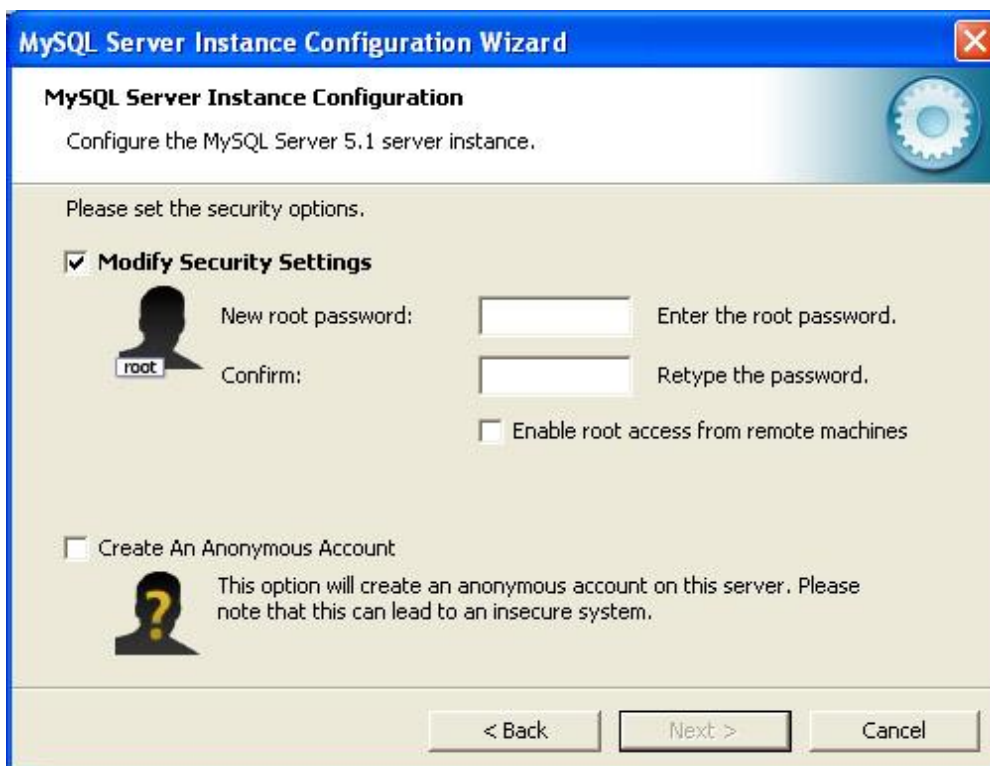 MySQL Server Instance Configuration Wizard
MySQL Server Instance Configuration
Configure the MySQL Server 5.1 server instance.
Please set the security options.
Modify Security Settings
New root password:
Enter the root password.
root
Confirm:
Retype the password.
Enable root access from remote machines
Create An Anonymous Account
?
This option will create an anonymous account on this server. Please
note that this can lead to an insecure system.
< Back
Next >
Cancel